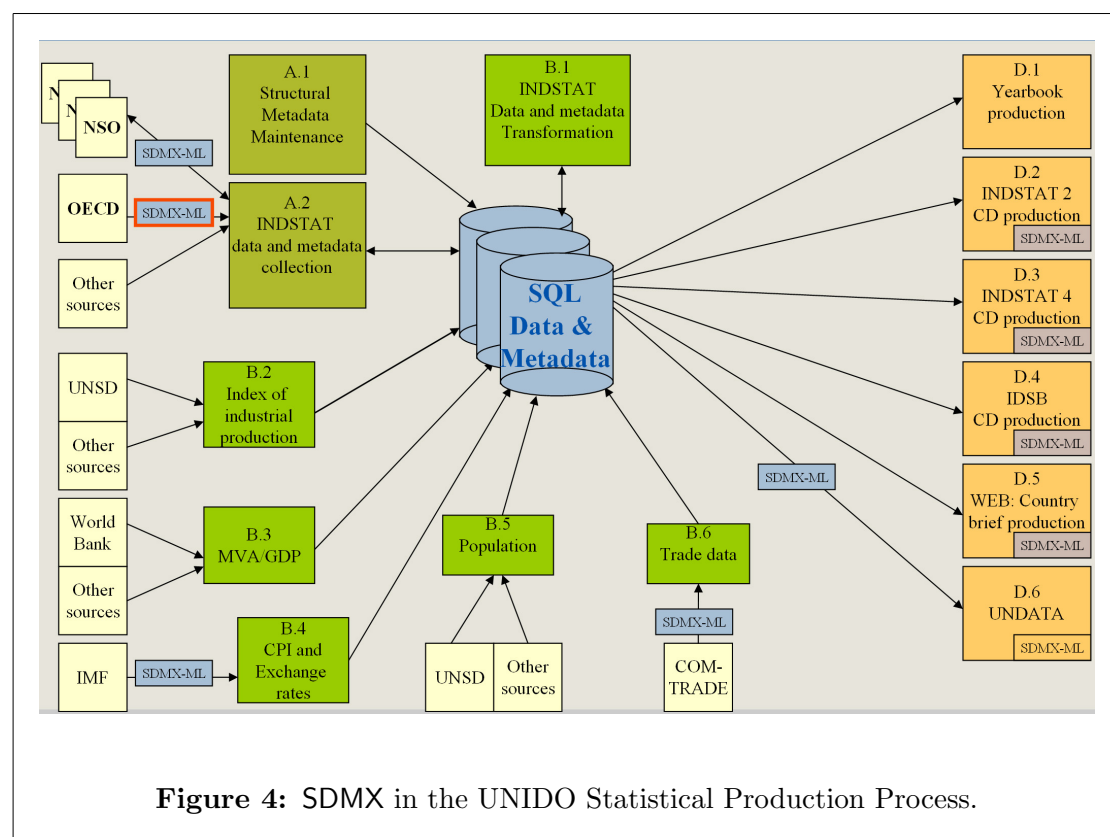 N
N
NSO
SDMX-ML
OECD
SDMX-ML
Other
sources
A.1
Structural
Metadata
Maintenance
A.2
INDSTAT
data and metadata
collection
B.1
INDSTAT
Data and metadata
Transformation
SQL
Data &
Metadata
UNSD
Other
sources
B.2
Index of
industrial
production
World
Bank
Other
sources
B.3
MVA/GDP
IMF
SDMX-ML
B.4
CPI and
Exchange
rates
B.5
Population
UNSD
Other
sources
B.6
Trade data
SDMX-ML
COM-
TRADE
SDMX-ML
D.1
Yearbook
production
D.2
INDSTAT 2
CD production
SDMX-ML
D.3
INDSTAT 4
CD production
SDMX-ML
D.4
IDSB
CD production
SDMX-ML
D.5
WEB: Country
brief production
SDMX-ML
D.6
UNDATA
SDMX-ML
Figure 4: SDMX in the UNIDO Statistical Production Process.